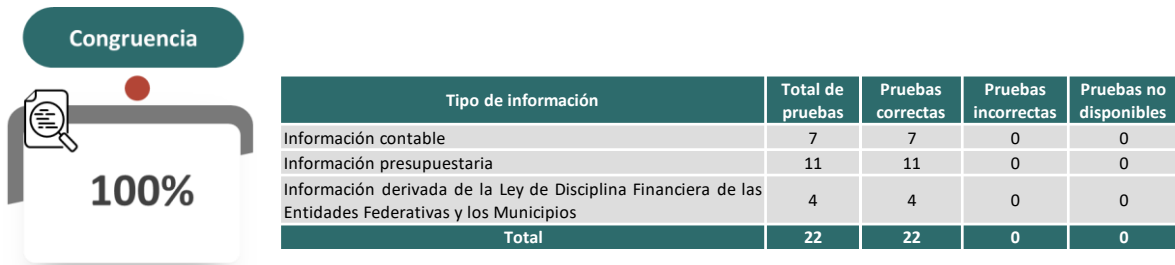 Congruencia
100%
Tipo de información Total de pruebas Pruebas correctas Pruebas incorrectas Pruebas no disponibles
Información contable 7 7 0 0
Información presupuestaria 11 11 0 0
Información derivada de la Ley de Disciplina Financiera de las
Entidades Federativas y los Municipios 4 4 0 0
Total 22 22 0 0